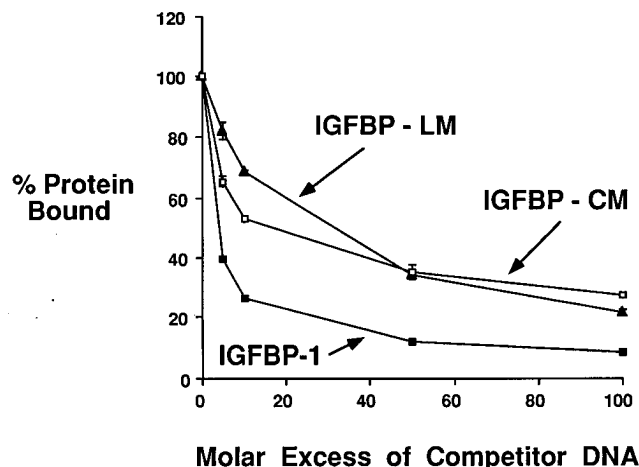 120
100
80
60
40
20
0
% Protein
Bound
IGFBP - LM
IGFBP - CM
IGFBP-1
0 20 40 60 80 100
Molar Excess of Competitor DNA